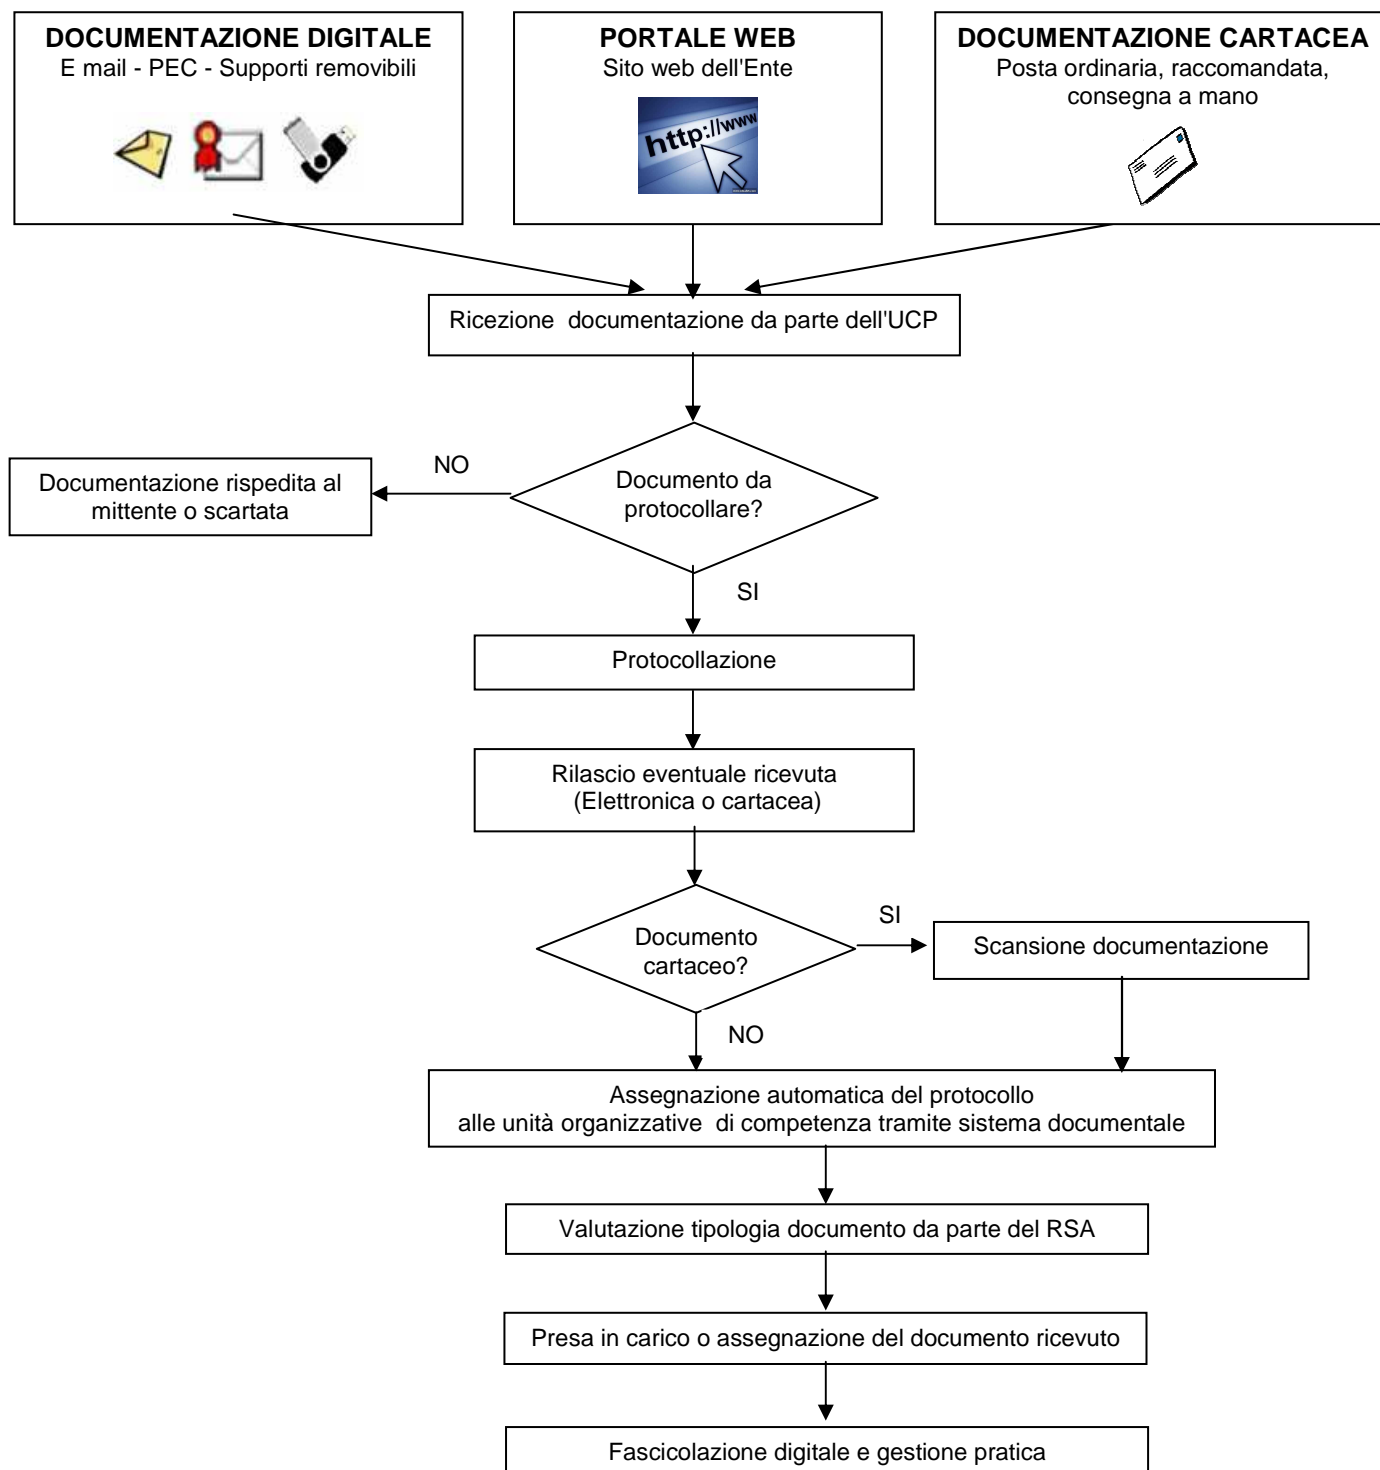 DOCUMENTAZIONE DIGITALE
E mail - PEC - Supporti removibili
PORTALE WEB
Sito web dell'Ente
http://www
DOCUMENTAZIONE CARTACEA
Posta ordinaria, raccomandata,
consegna a mano
Ricezione documentazione da parte dell'UCP
NO
Documentazione rispedita al
mittente o scartata
Documento da
protocollare?
SI
Protocollazione
Rilascio eventuale ricevuta
(Elettronica o cartacea)
Documento
cartaceo?
SI
Scansione documentazione
NO
Assegnazione automatica del protocollo
alle unità organizzative di competenza tramite sistema documentale
Valutazione tipologia documento da parte del RSA
Presa in carico o assegnazione del documento ricevuto
Fascicolazione digitale e gestione pratica